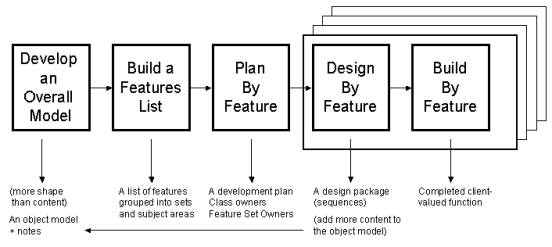 Develop
an
Overall
Model
Build a
Features
List
Plan
By
Feature
Design
By
Feature
Build
By
Feature
(more shape
than content)
An object model
+ notes
A list of features
grouped into sets
and subject areas
A development plan
Class owners
Feature Set Owners
A design package
(sequences)
(add more content to
the object model)
Completed client-
valued function